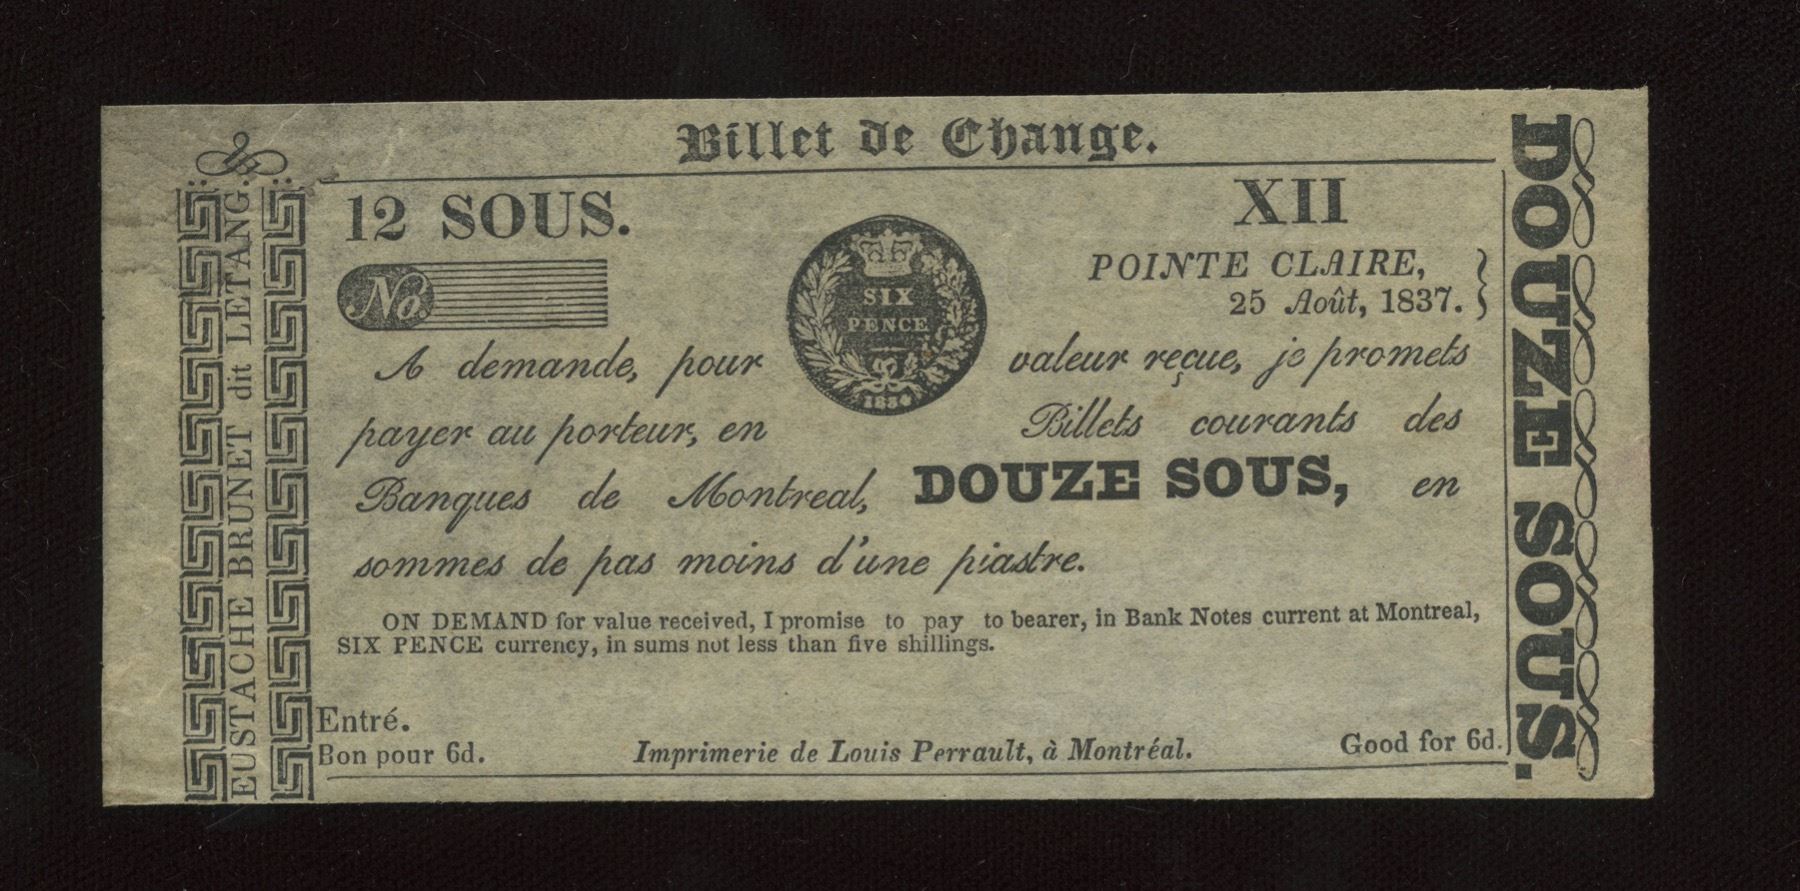 Billet de Change.
EUSTACHE BRUNET dit LETANG.
12 SOUS.
XII
No.
SIX
PENCE
1834
POINTE CLAIRE,
25 Août, 1837.
A demande, pour valeur reçue, je promets
payer au porteur, en Billets courants des
Banques de Montreal, DOUZE SOUS, en
sommes de pas moins d'une piastre.
ON DEMAND for value received, I promise to pay to bearer, in Bank Notes current at Montreal,
SIX PENCE currency, in sums not less than five shillings.
Entré.
Bon pour 6d.
Imprimerie de Louis Perrault, à Montréal.
Good for 6d.
DOUZE SOUS.